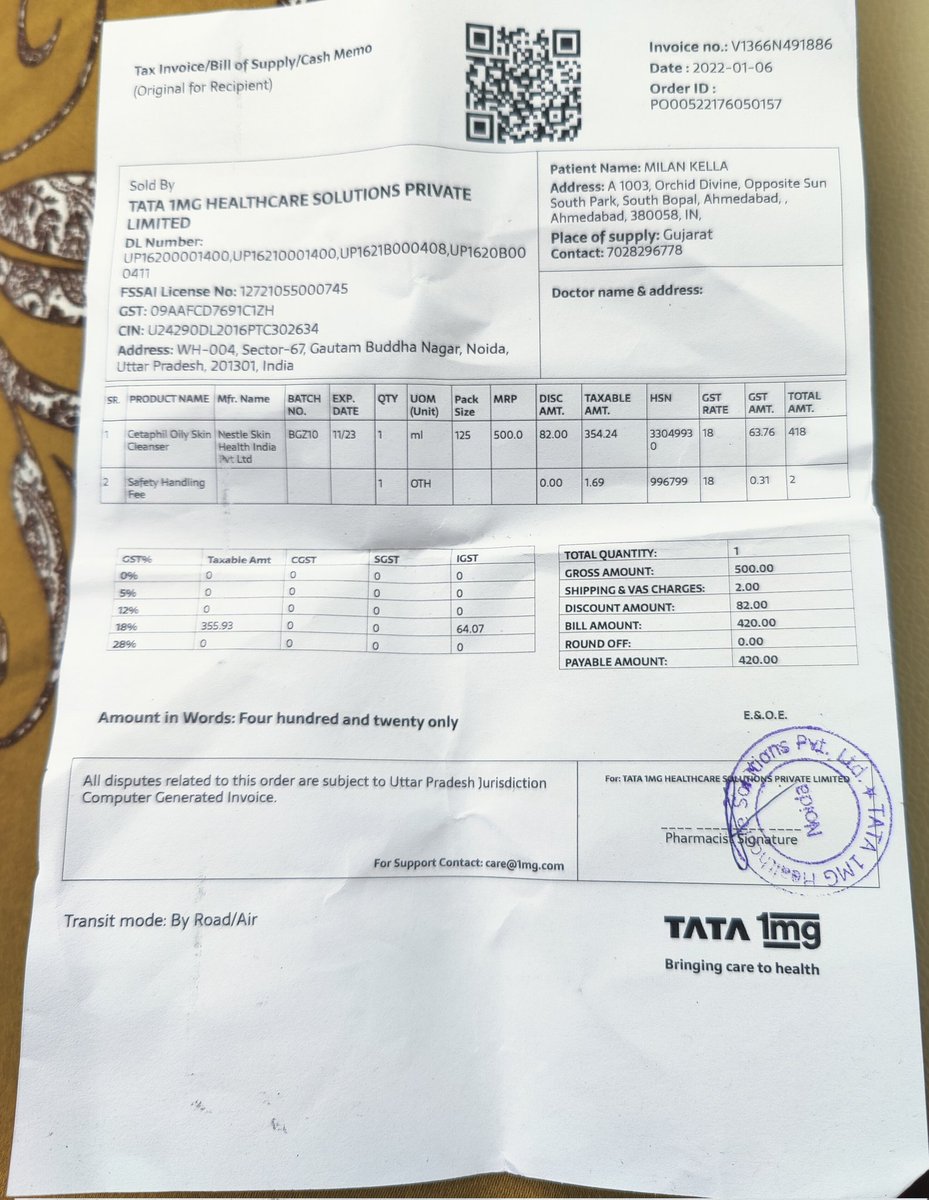 Tax Invoice/Bill of Supply/Cash Memo
(Original for Recipient)
Invoice no.: V1366N491886
Date : 2022-01-06
Order ID :
PO00522176050157
Sold By
TATA 1MG HEALTHCARE SOLUTIONS PRIVATE
LIMITED
DL Number:
UP16200001400,UP16210001400,UP1621B000408,UP1620B00
0411
FSSAI License No: 12721055000745
GST: 09AAFCD7691C1ZH
CIN: U24290DL2016PTC302634
Address: WH-004, Sector-67, Gautam Buddha Nagar, Noida,
Uttar Pradesh, 201301, India
Patient Name: MILAN KELLA
Address: A 1003, Orchid Divine, Opposite Sun
South Park, South Bopal, Ahmedabad, ,
Ahmedabad, 380058, IN,
Place of supply: Gujarat
Contact: 7028296778
Doctor name & address:
SR. PRODUCT NAME Mfr. Name BATCH NO. EXP. DATE QTY UOM (Unit) Pack Size MRP DISC AMT. TAXABLE AMT. HSN GST RATE GST AMT. TOTAL AMT.
1 Cetaphil Oily Skin Cleanser Nestle Skin Health India Pvt Ltd BGZ10 11/23 1 ml 125 500.0 82.00 354.24 33049930 18 63.76 418
2 Safety Handling Fee 1 OTH 0.00 1.69 996799 18 0.31 2
GST% Taxable Amt CGST SGST IGST
0% 0 0 0 0
5% 0 0 0 0
12% 0 0 0 0
18% 355.93 0 0 64.07
28% 0 0 0 0
TOTAL QUANTITY: 1
GROSS AMOUNT: 500.00
SHIPPING & VAS CHARGES: 2.00
DISCOUNT AMOUNT: 82.00
BILL AMOUNT: 420.00
ROUND OFF: 0.00
PAYABLE AMOUNT: 420.00
Amount in Words: Four hundred and twenty only
E.&.O.E.
All disputes related to this order are subject to Uttar Pradesh Jurisdiction
Computer Generated Invoice.
For Support Contact: care@1mg.com
For: TATA 1MG HEALTHCARE SOLUTIONS PRIVATE LIMITED
Pharmacist Signature
TATA 1MG Healthcare Solutions Pvt. Ltd. ★
Noida
Transit mode: By Road/Air
TATA 1mg
Bringing care to health